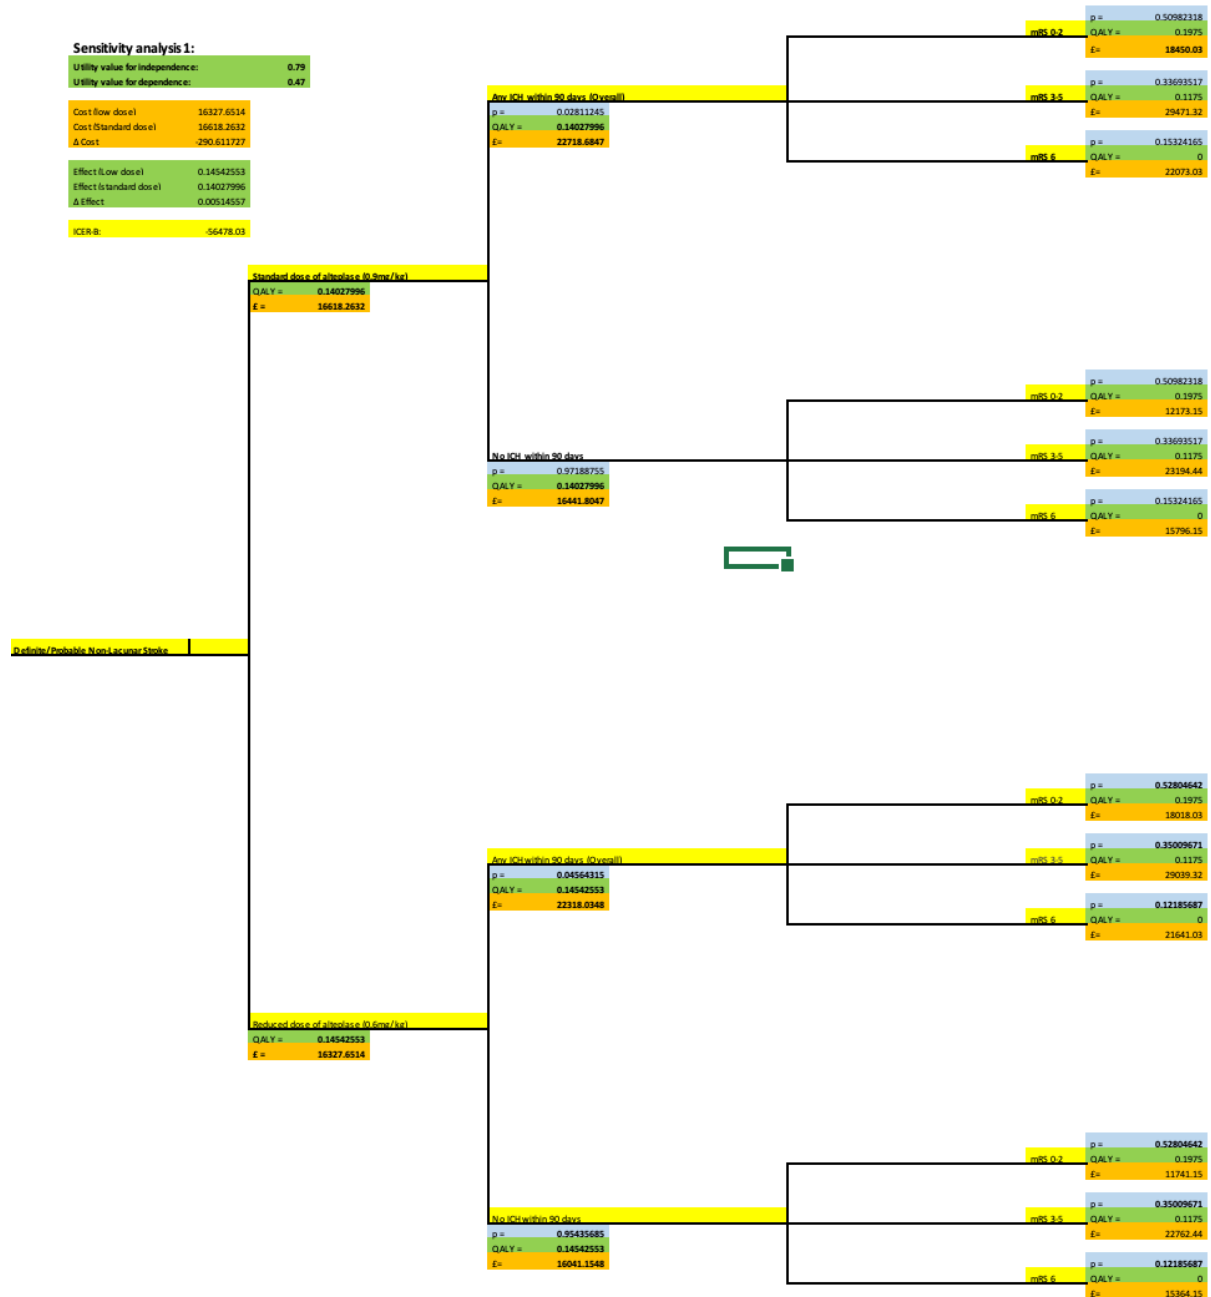 Sensitivity analysis 1:
Utility value for independence: 0.79
Utility value for dependence: 0.47
Cost (low dose) 16327.6514
Cost (Standard dose) 16618.2632
Δ Cost -290.611727
Effect (Low dose) 0.14542553
Effect (standard dose) 0.14027996
Δ Effect 0.00514557
ICER-B: -56478.03
Definite/Probable Non-Lacunar Stroke
Standard dose of alteplase (0.9mg/kg)
QALY = 0.14027996
£ = 16618.2632
Any ICH within 90 days (Overall)
p = 0.02811245
QALY = 0.14027996
£= 22718.6847
mRS 0-2
p = 0.50982318
QALY = 0.1975
£= 18450.03
mRS 3-5
p = 0.33693517
QALY = 0.1175
£= 29471.32
mRS 6
p = 0.15324165
QALY = 0
£= 22073.03
No ICH within 90 days
p = 0.97188755
QALY = 0.14027996
£= 16441.8047
mRS 0-2
p = 0.50982318
QALY = 0.1975
£= 12173.15
mRS 3-5
p = 0.33693517
QALY = 0.1175
£= 23194.44
mRS 6
p = 0.15324165
QALY = 0
£= 15796.15
Reduced dose of alteplase (0.6mg/kg)
QALY = 0.14542553
£ = 16327.6514
Any ICH within 90 days (Overall)
p = 0.04564315
QALY = 0.14542553
£= 22318.0348
mRS 0-2
p = 0.52804642
QALY = 0.1975
£= 18018.03
mRS 3-5
p = 0.35009671
QALY = 0.1175
£= 29039.32
mRS 6
p = 0.12185687
QALY = 0
£= 21641.03
No ICH within 90 days
p = 0.95435685
QALY = 0.14542553
£= 16041.1548
mRS 0-2
p = 0.52804642
QALY = 0.1975
£= 11741.15
mRS 3-5
p = 0.35009671
QALY = 0.1175
£= 22762.44
mRS 6
p = 0.12185687
QALY = 0
£= 15364.15